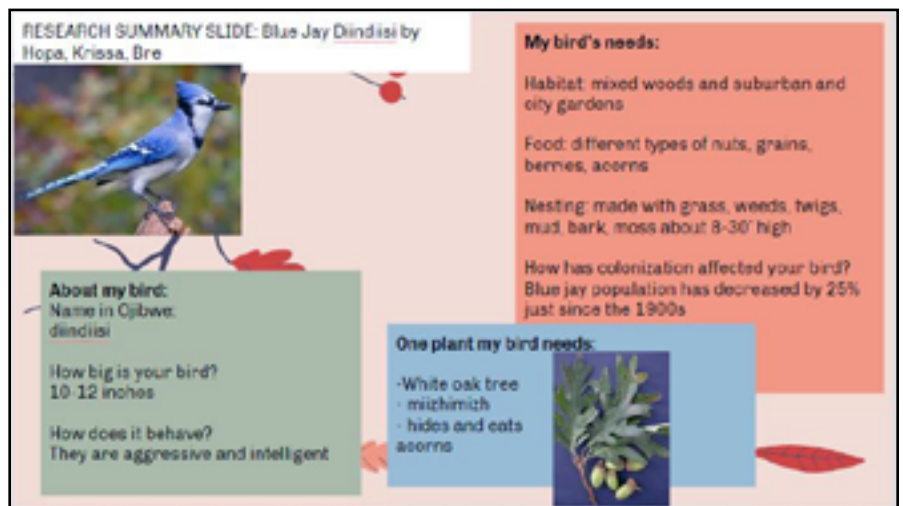 RESEARCH SUMMARY SLIDE: Blue Jay Diindiisi by
Hopa, Krissa, Bre
My bird's needs:
Habitat: mixed woods and suburban and
city gardens
Food: different types of nuts, grains,
berries, acorns
Nesting: made with grass, weeds, twigs,
mud, bark, moss about 8-30' high
How has colonization affected your bird?
Blue jay population has decreased by 25%
just since the 1900s
About my bird:
Name in Ojibwe:
diindiisi
How big is your bird?
10-12 inches
How does it behave?
They are aggressive and intelligent
One plant my bird needs:
-White oak tree
- miizhimizh
- hides and eats
acorns